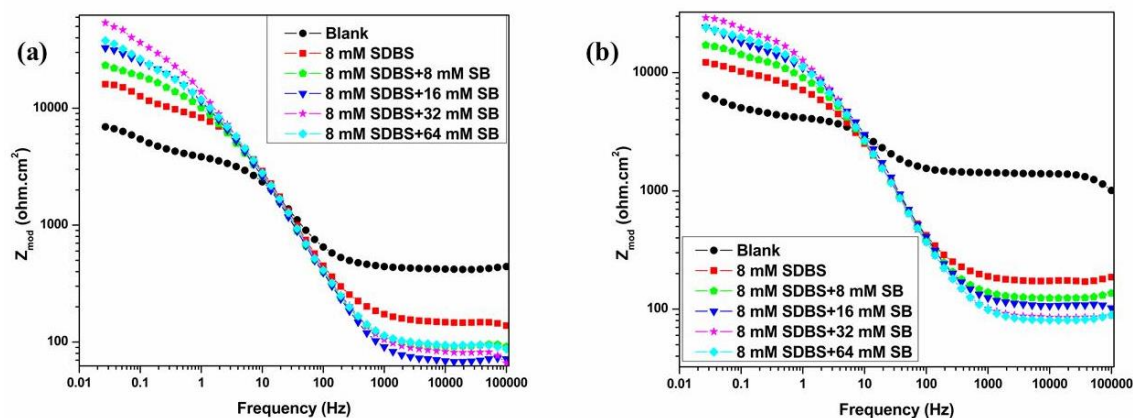 (a)
Blank
8 mM SDBS
8 mM SDBS+8 mM SB
8 mM SDBS+16 mM SB
8 mM SDBS+32 mM SB
8 mM SDBS+64 mM SB
Z_mod (ohm.cm²)
10000
1000
100
0.01 0.1 1 10 100 1000 10000 100000
Frequency (Hz)
(b)
Z_mod (ohm.cm²)
10000
1000
100
Blank
8 mM SDBS
8 mM SDBS+8 mM SB
8 mM SDBS+16 mM SB
8 mM SDBS+32 mM SB
8 mM SDBS+64 mM SB
0.01 0.1 1 10 100 1000 10000 100000
Frequency (Hz)